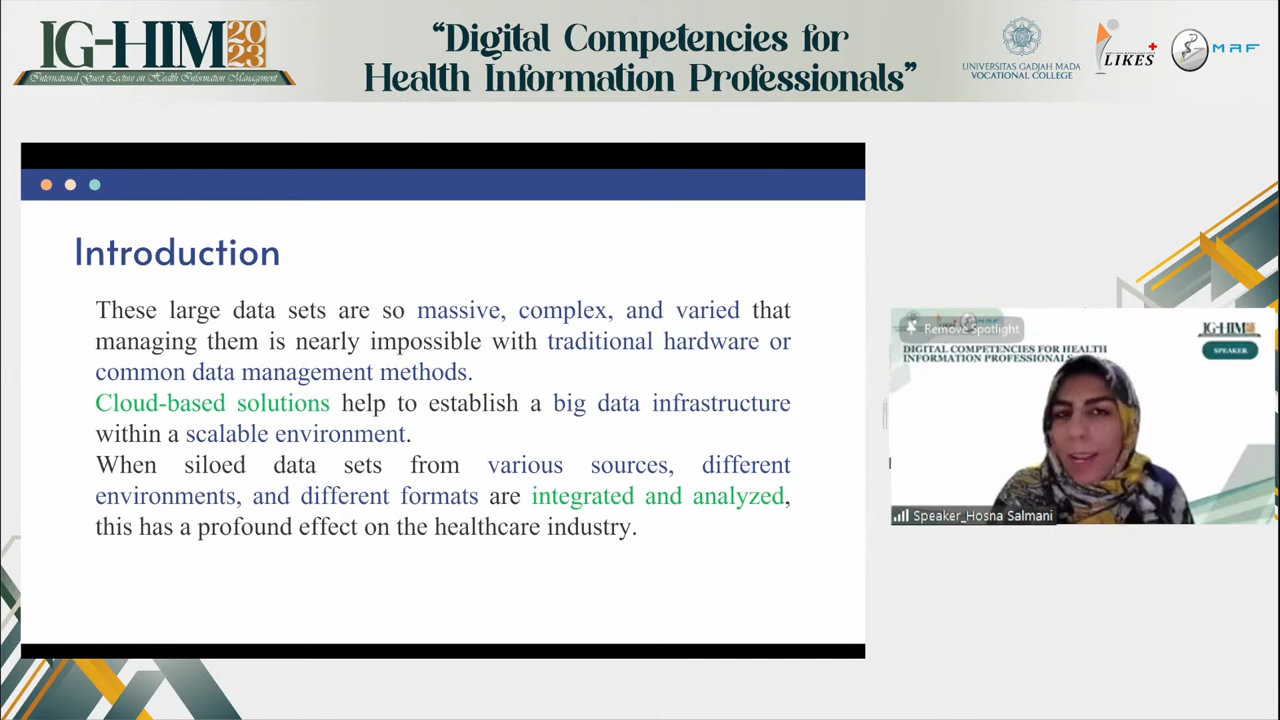 IG-HIM 2023
International Guest Lecture on Health Information Management
“Digital Competencies for
Health Information Professionals”
UNIVERSITAS GADJAH MADA
VOCATIONAL COLLEGE
LIKES
MAF
Introduction
These large data sets are so massive, complex, and varied that
managing them is nearly impossible with traditional hardware or
common data management methods.
Cloud-based solutions help to establish a big data infrastructure
within a scalable environment.
When siloed data sets from various sources, different
environments, and different formats are integrated and analyzed,
this has a profound effect on the healthcare industry.
Remove Spotlight
IG-HIM
DIGITAL COMPETENCIES FOR HEALTH
INFORMATION PROFESSIONALS
SPEAKER
Speaker_Hosna Salmani